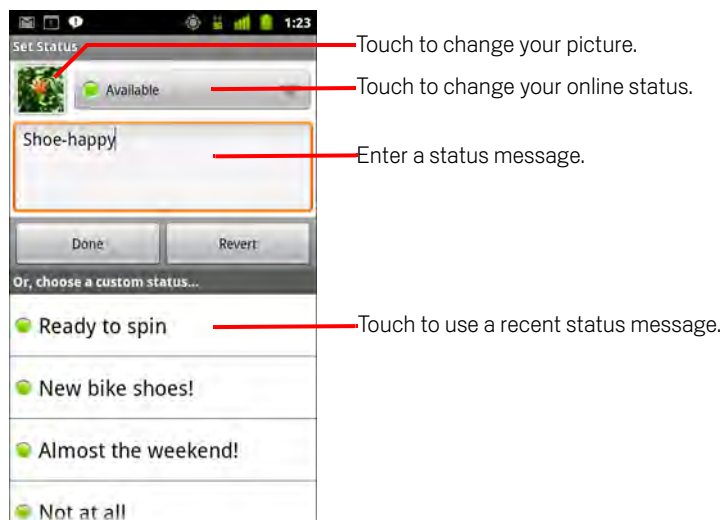 1:23
Set Status
Touch to change your picture.
Available
Touch to change your online status.
Shoe-happy
Enter a status message.
Done
Revert
Or, choose a custom status...
Ready to spin
Touch to use a recent status message.
New bike shoes!
Almost the weekend!
Not at all